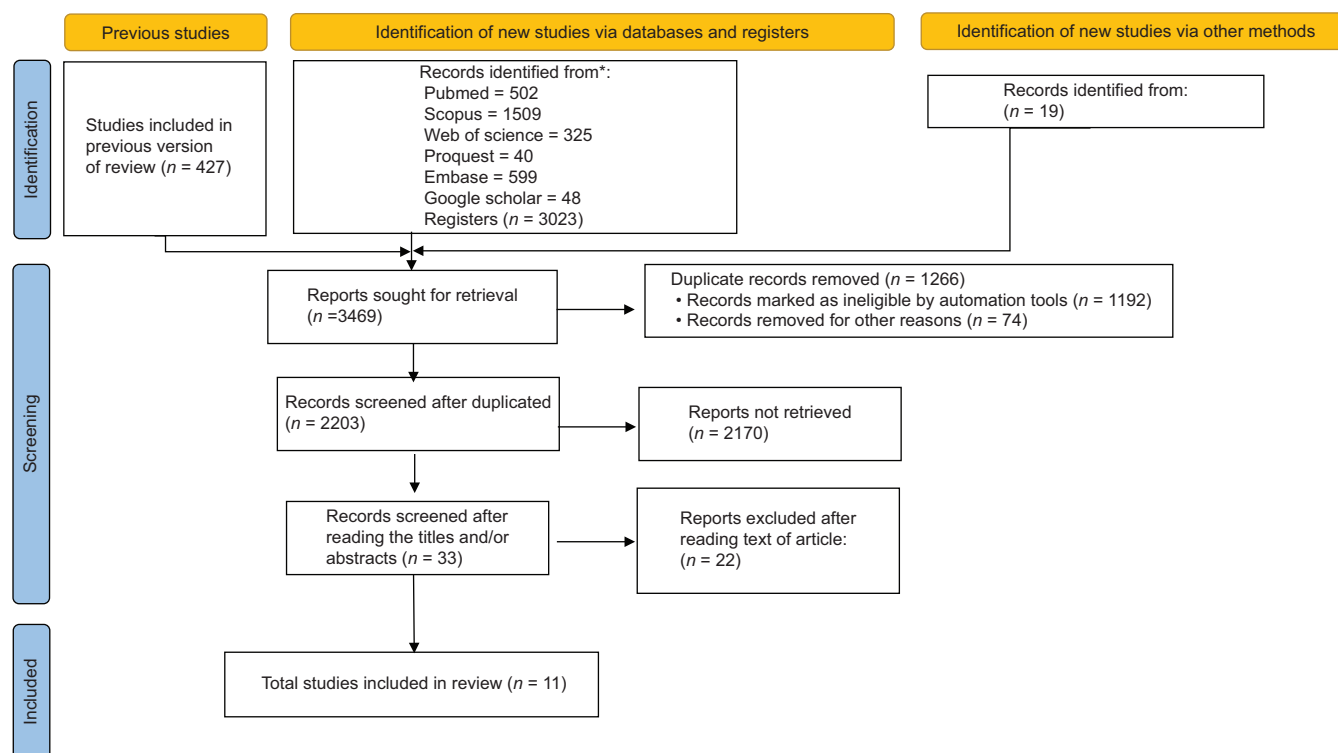 Previous studies
Identification of new studies via databases and registers
Identification of new studies via other methods
Identification
Studies included in
previous version
of review (n = 427)
Records identified from*:
Pubmed = 502
Scopus = 1509
Web of science = 325
Proquest = 40
Embase = 599
Google scholar = 48
Registers (n = 3023)
Records identified from:
(n = 19)
Screening
Reports sought for retrieval
(n =3469)
Duplicate records removed (n = 1266)
• Records marked as ineligible by automation tools (n = 1192)
• Records removed for other reasons (n = 74)
Records screened after duplicated
(n = 2203)
Reports not retrieved
(n = 2170)
Records screened after
reading the titles and/or
abstracts (n = 33)
Reports excluded after
reading text of article:
(n = 22)
Included
Total studies included in review (n = 11)